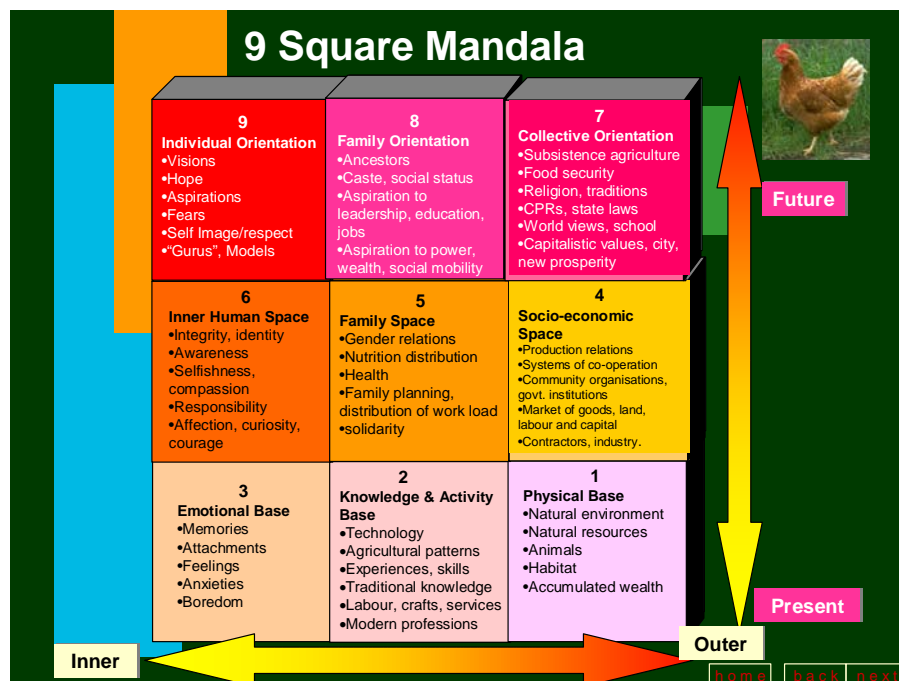 9 Square Mandala
9
Individual Orientation
•Visions
•Hope
•Aspirations
•Fears
•Self Image/respect
•“Gurus”, Models
8
Family Orientation
•Ancestors
•Caste, social status
•Aspiration to
leadership, education,
jobs
•Aspiration to power,
wealth, social mobility
7
Collective Orientation
•Subsistence agriculture
•Food security
•Religion, traditions
•CPRs, state laws
•World views, school
•Capitalistic values, city,
new prosperity
Future
6
Inner Human Space
•Integrity, identity
•Awareness
•Selfishness,
compassion
•Responsibility
•Affection, curiosity,
courage
5
Family Space
•Gender relations
•Nutrition distribution
•Health
•Family planning,
distribution of work load
•solidarity
4
Socio-economic
Space
•Production relations
•Systems of co-operation
•Community organisations,
govt. institutions
•Market of goods, land,
labour and capital
•Contractors, industry.
3
Emotional Base
•Memories
•Attachments
•Feelings
•Anxieties
•Boredom
2
Knowledge & Activity
Base
•Technology
•Agricultural patterns
•Experiences, skills
•Traditional knowledge
•Labour, crafts, services
•Modern professions
1
Physical Base
•Natural environment
•Natural resources
•Animals
•Habitat
•Accumulated wealth
Present
Inner
Outer
home back next